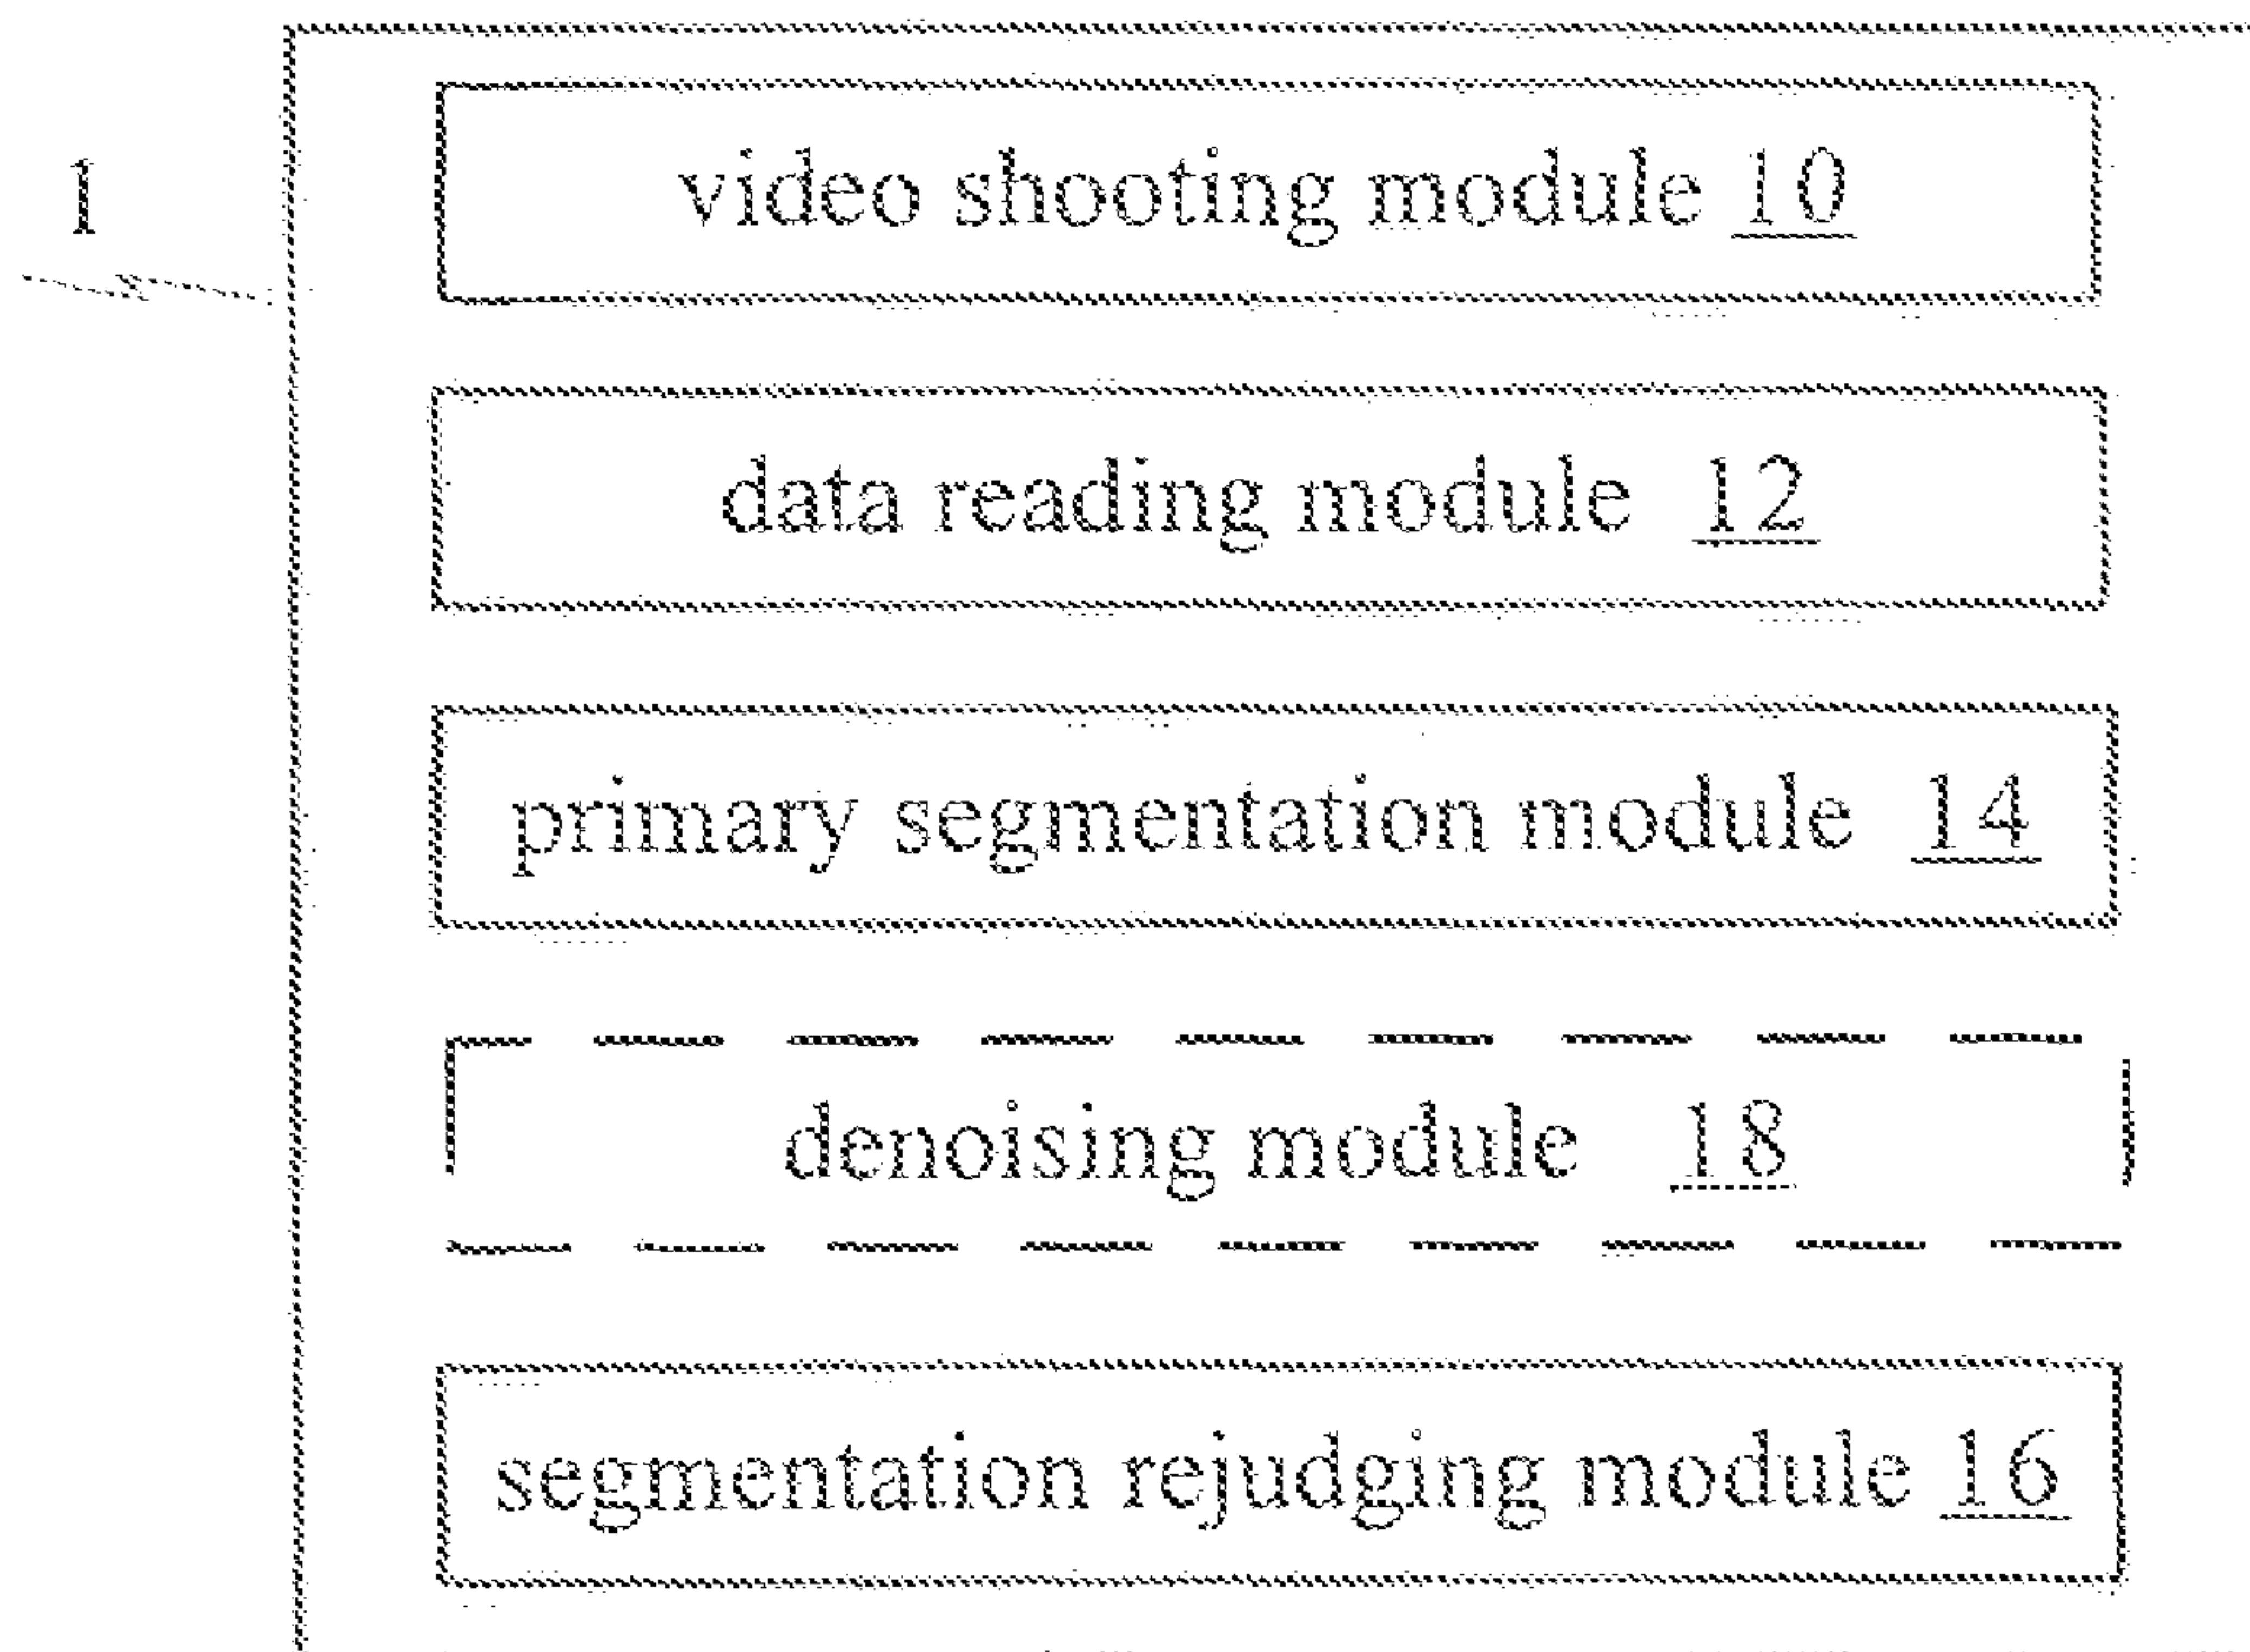 1
video shooting module 10
data reading module 12
primary segmentation module 14
denoising module 18
segmentation rejudging module 16